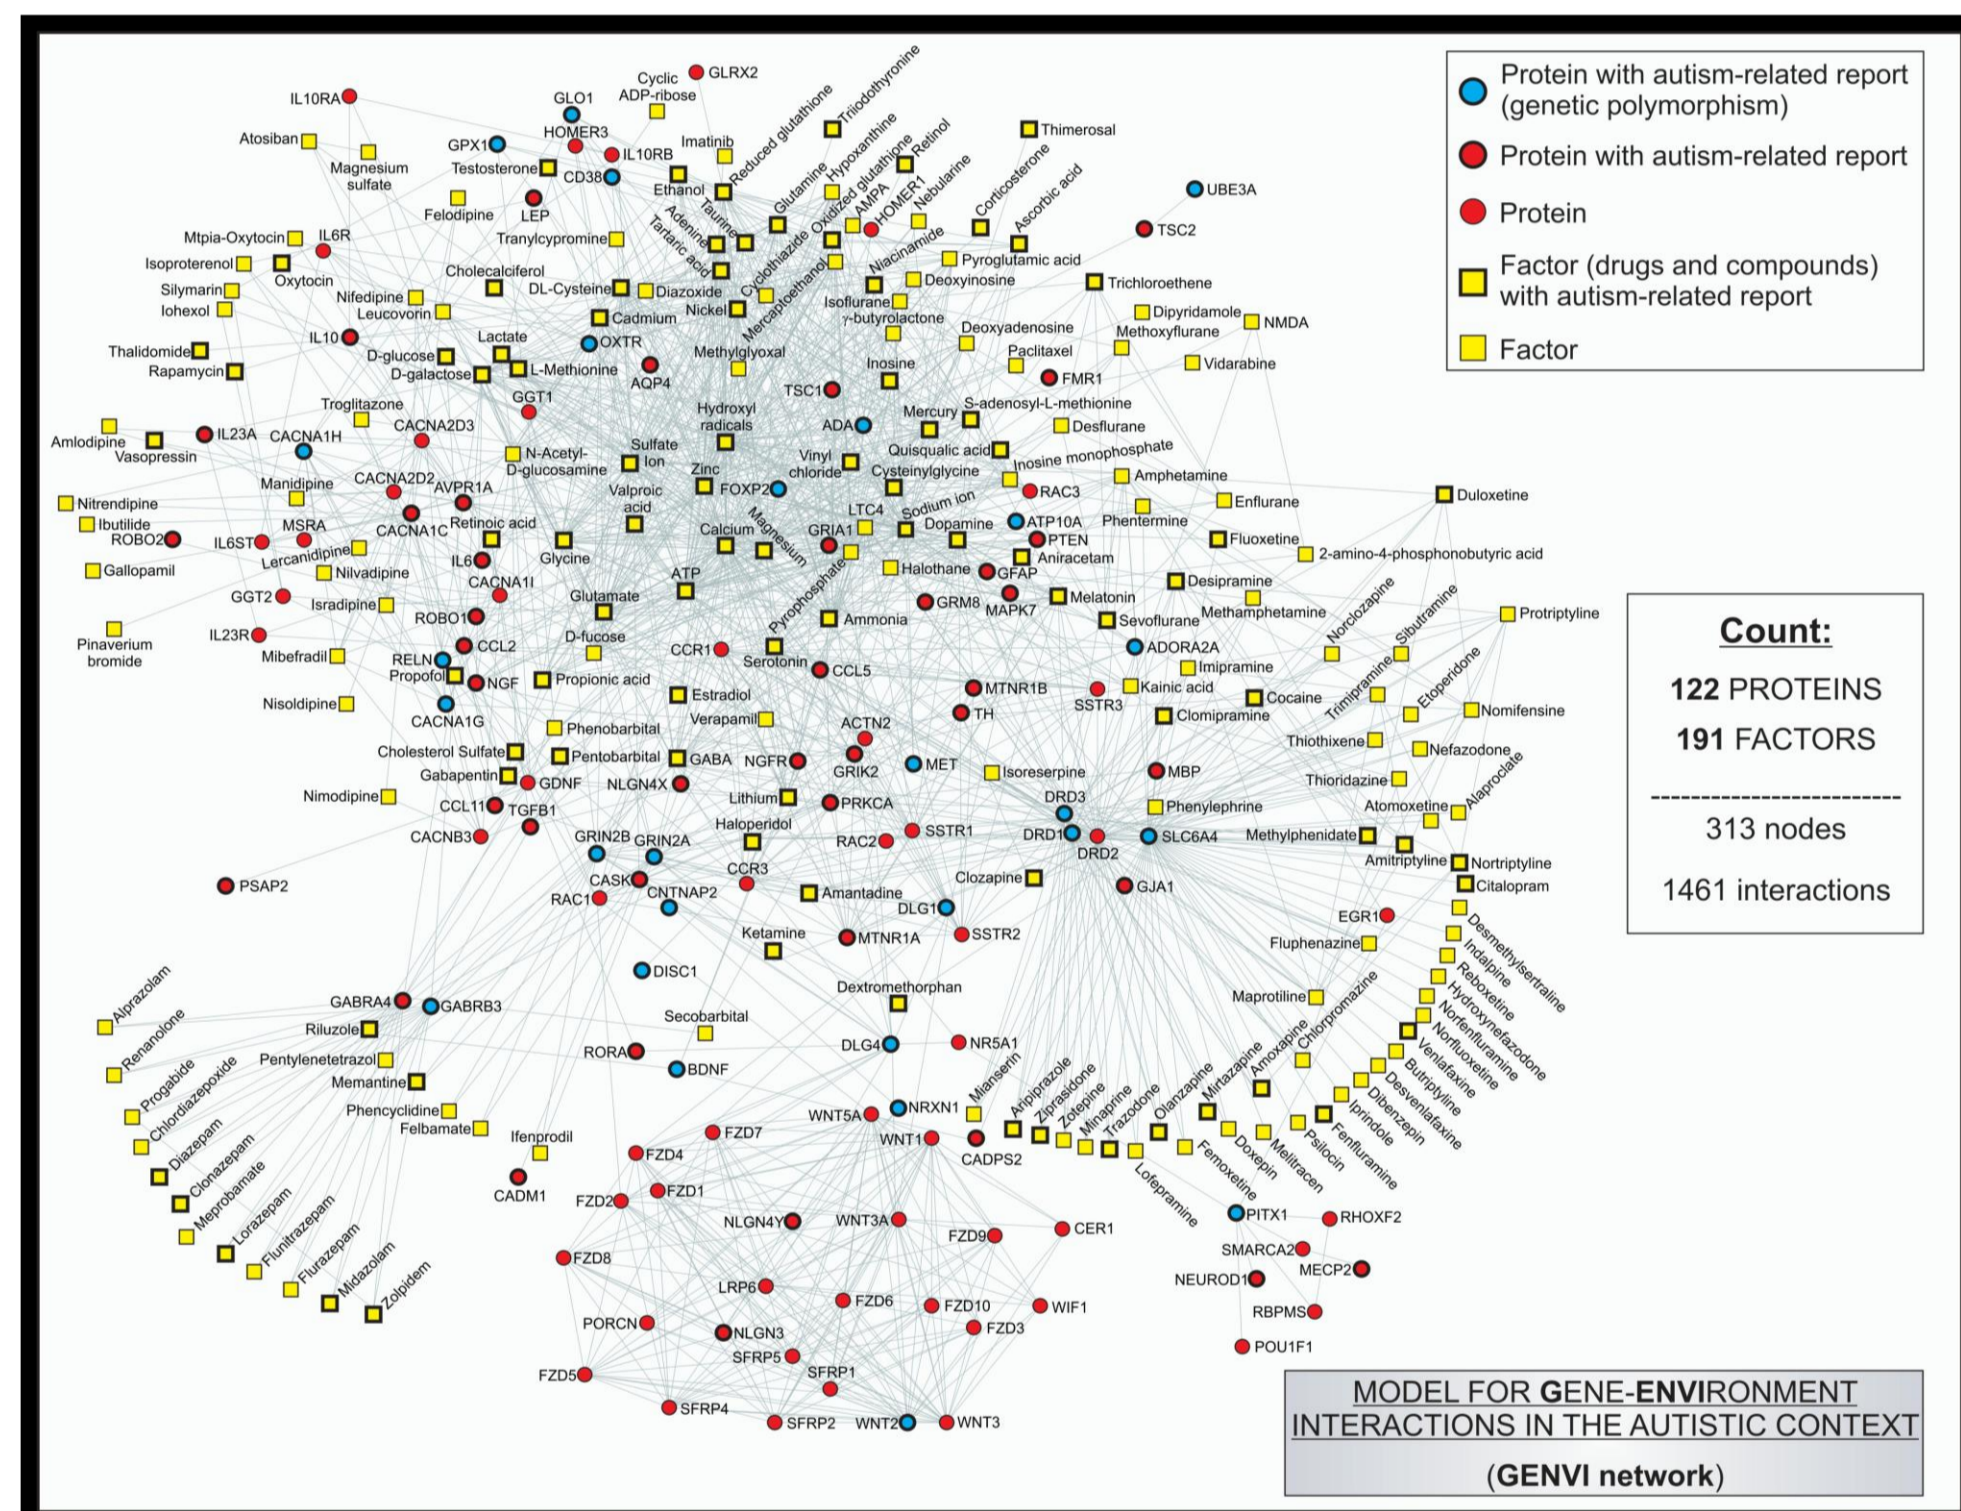 GLRX2
Cyclic
ADP-ribose
IL10RA
GLO1
Triiodothyronine
Reduced glutathione
HOMER3
Atosiban
Magnesium
sulfate
GPX1
IL10RB
Imatinib
Hypoxanthine
Thimerosal
Testosterone
CD38
Ethanol
Glutamine
Oxidized glutathione
Retinol
AMPA
HOMER1
Nebularine
Corticosterone
Ascorbic acid
UBE3A
Felodipine
LEP
Adenine
Taurine
TSC2
Mtpia-Oxytocin
IL6R
Tranylcypromine
Tartaric acid
Cyclothiazide
Niacinamide
Pyroglutamic acid
Isoproterenol
Oxytocin
Cholecalciferol
DL-Cysteine
Diazoxide
Mercaptoethanol
Deoxyinosine
Trichloroethene
Silymarin
Nifedipine
Isoflurane
Iohexol
Leucovorin
Cadmium
Nickel
γ-butyrolactone
Dipyridamole
NMDA
IL10
Lactate
OXTR
Deoxyadenosine
Methoxyflurane
Thalidomide
D-glucose
Methylglyoxal
Paclitaxel
Vidarabine
Rapamycin
D-galactose
L-Methionine
AQP4
TSC1
Inosine
FMR1
GGT1
Troglitazone
Hydroxyl
radicals
Mercury
S-adenosyl-L-methionine
Amlodipine
IL23A
CACNA1H
CACNA2D3
ADA
Desflurane
Vasopressin
N-Acetyl-
D-glucosamine
Sulfate
Ion
Vinyl
chloride
Quisqualic acid
Inosine monophosphate
Zinc
Cysteinylglycine
Amphetamine
CACNA2D2
AVPR1A
Manidipine
Valproic
acid
FOXP2
RAC3
Enflurane
Duloxetine
Nitrendipine
Ibutilide
MSRA
CACNA1C
Retinoic acid
LTC4
Sodium ion
Dopamine
ATP10A
Phentermine
ROBO2
IL6ST
Calcium
Magnesium
GRIA1
PTEN
Fluoxetine
Lercanidipine
IL6
Glycine
Aniracetam
2-amino-4-phosphonobutyric acid
Gallopamil
Nilvadipine
CACNA1I
ATP
Pyrophosphate
Halothane
GFAP
Desipramine
GGT2
Isradipine
Glutamate
GRM8
MAPK7
Melatonin
Methamphetamine
Protriptyline
Pinaverium
bromide
IL23R
ROBO1
D-fucose
Ammonia
Sevoflurane
Norclozapine
Sibutramine
Mibefradil
CCL2
RELN
CCR1
Serotonin
ADORA2A
Propofol
NGF
Propionic acid
CCL5
Imipramine
Trimipramine
Etoperidone
Nisoldipine
CACNA1G
Estradiol
MTNR1B
SSTR3
Kainic acid
Cocaine
Verapamil
TH
Clomipramine
Nomifensine
Phenobarbital
ACTN2
Thiothixene
Nefazodone
Cholesterol Sulfate
Pentobarbital
GABA
NGFR
GRIK2
MET
Isoreserpine
MBP
Thioridazine
Gabapentin
GDNF
NLGN4X
Nimodipine
Lithium
PRKCA
DRD3
Phenylephrine
Atomoxetine
Alaproclate
CCL11
TGFB1
CACNB3
GRIN2B
GRIN2A
Haloperidol
RAC2
SSTR1
DRD1
DRD2
SLC6A4
Methylphenidate
Amitriptyline
Nortriptyline
PSAP2
CASK
CCR3
Clozapine
GJA1
Citalopram
RAC1
CNTNAP2
Amantadine
DLG1
EGR1
Ketamine
MTNR1A
SSTR2
Fluphenazine
Desmethylsertraline
Indalpine
Reboxetine
Hydroxynefazodone
Norfenfluramine
Norfluoxetine
Venlafaxine
Butriptyline
Desvenlafaxine
Dibenzepin
Iprindole
Fenfluramine
Psilocin
Melitracen
Doxepin
Femoxetine
Lofepramine
DISC1
Dextromethorphan
Maprotiline
Chlorpromazine
Amoxapine
Mirtazapine
Olanzapine
Trazodone
Minaprine
Zotepine
Ziprasidone
Aripiprazole
Mianserin
Alprazolam
GABRA4
GABRB3
Secobarbital
Renanolone
Riluzole
RORA
DLG4
NR5A1
Progabide
Pentylenetetrazol
BDNF
Chlordiazepoxide
Memantine
Diazepam
Phencyclidine
Felbamate
Clonazepam
Ifenprodil
WNT5A
NRXN1
FZD7
WNT1
CADPS2
Meprobamate
FZD4
CADM1
Lorazepam
FZD2
FZD1
Flunitrazepam
NLGN4Y
WNT3A
FZD9
CER1
PITX1
RHOXF2
Flurazepam
Midazolam
Zolpidem
FZD8
SMARCA2
MECP2
NEUROD1
LRP6
FZD6
FZD10
WIF1
RBPMS
PORCN
NLGN3
FZD3
POU1F1
SFRP5
FZD5
SFRP1
SFRP4
SFRP2
WNT2
WNT3
Protein with autism-related report
(genetic polymorphism)
Protein with autism-related report
Protein
Factor (drugs and compounds)
with autism-related report
Factor
Count:
122 PROTEINS
191 FACTORS
--------------------------
313 nodes
1461 interactions
MODEL FOR GENE-ENVIRONMENT
INTERACTIONS IN THE AUTISTIC CONTEXT
(GENVI network)